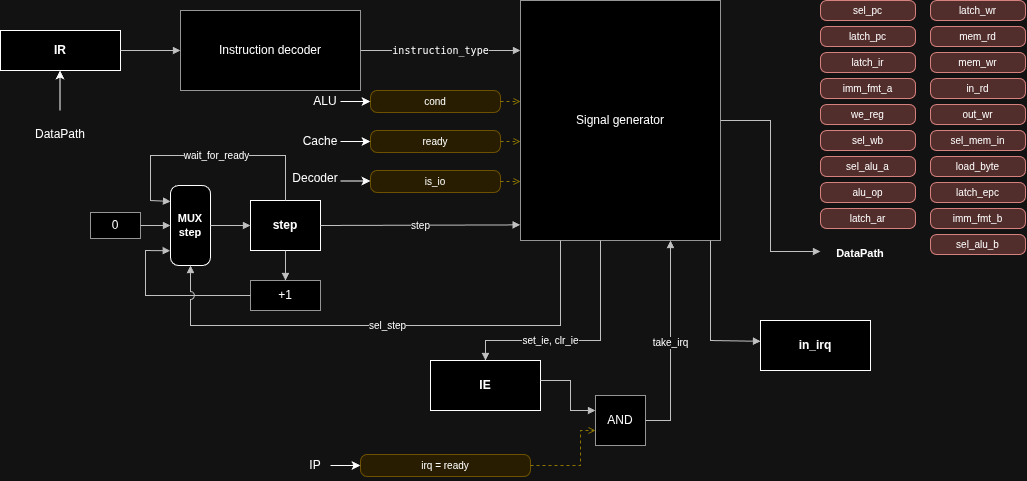 IR
Instruction decoder
instruction_type
Signal generator
DataPath
ALU
cond
Cache
ready
Decoder
is_io
wait_for_ready
0
MUX
step
step
step
+1
sel_step
set_ie, clr_ie
take_irq
IE
AND
in_irq
IP
irq = ready
DataPath
sel_pc
latch_pc
latch_ir
imm_fmt_a
we_reg
sel_wb
sel_alu_a
alu_op
latch_ar
latch_wr
mem_rd
mem_wr
in_rd
out_wr
sel_mem_in
load_byte
latch_epc
imm_fmt_b
sel_alu_b